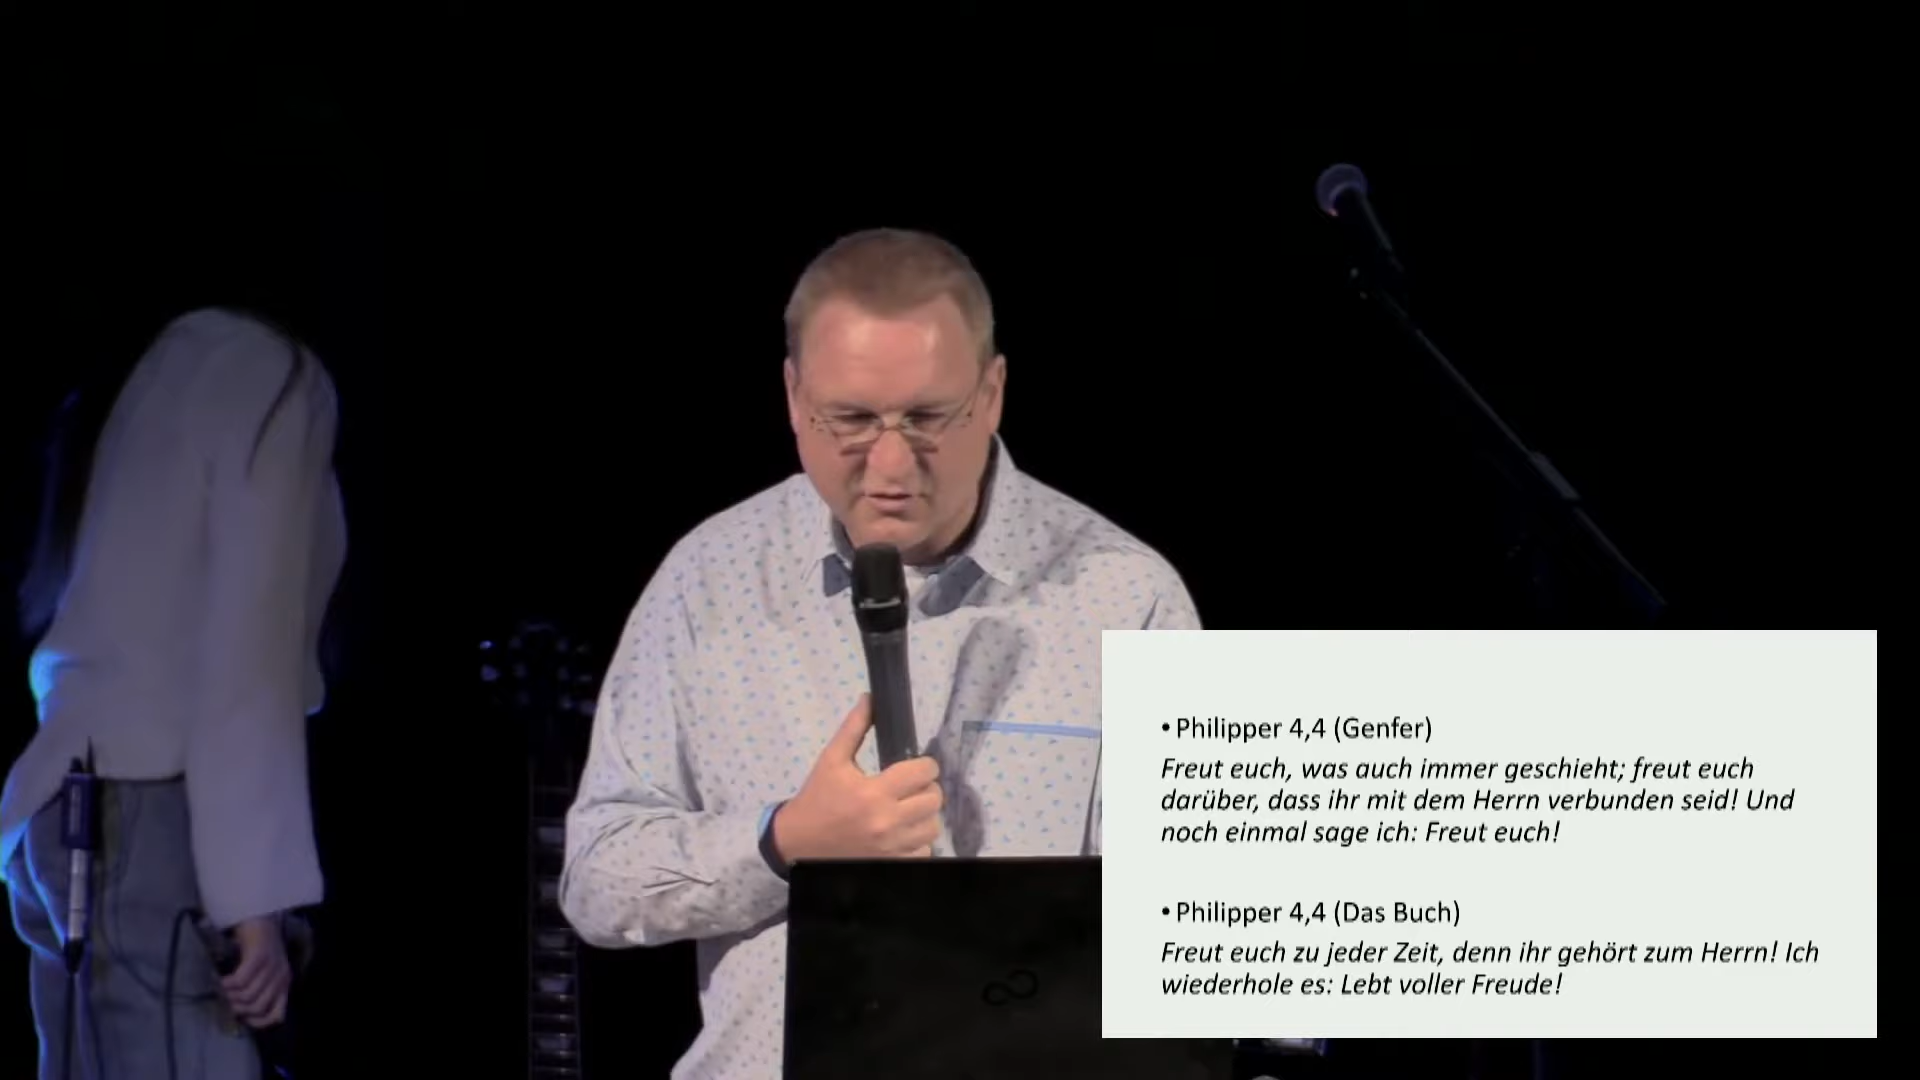 • Philipper 4,4 (Genfer)
Freut euch, was auch immer geschieht; freut euch
darüber, dass ihr mit dem Herrn verbunden seid! Und
noch einmal sage ich: Freut euch!
• Philipper 4,4 (Das Buch)
Freut euch zu jeder Zeit, denn ihr gehört zum Herrn! Ich
wiederhole es: Lebt voller Freude!